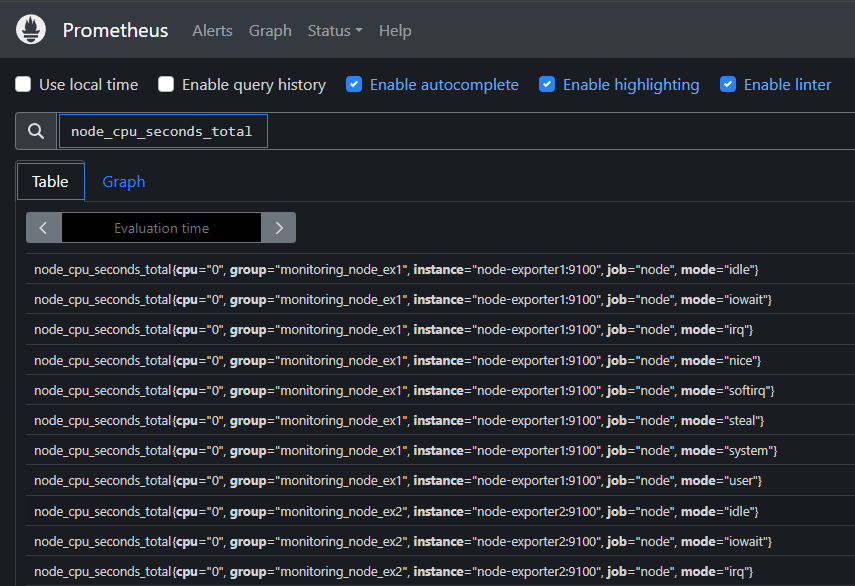 Prometheus Alerts Graph Status Help
Use local time Enable query history Enable autocomplete Enable highlighting Enable linter
node_cpu_seconds_total
Table Graph
Evaluation time
node_cpu_seconds_total{cpu="0", group="monitoring_node_ex1", instance="node-exporter1:9100", job="node", mode="idle"}
node_cpu_seconds_total{cpu="0", group="monitoring_node_ex1", instance="node-exporter1:9100", job="node", mode="iowait"}
node_cpu_seconds_total{cpu="0", group="monitoring_node_ex1", instance="node-exporter1:9100", job="node", mode="irq"}
node_cpu_seconds_total{cpu="0", group="monitoring_node_ex1", instance="node-exporter1:9100", job="node", mode="nice"}
node_cpu_seconds_total{cpu="0", group="monitoring_node_ex1", instance="node-exporter1:9100", job="node", mode="softirq"}
node_cpu_seconds_total{cpu="0", group="monitoring_node_ex1", instance="node-exporter1:9100", job="node", mode="steal"}
node_cpu_seconds_total{cpu="0", group="monitoring_node_ex1", instance="node-exporter1:9100", job="node", mode="system"}
node_cpu_seconds_total{cpu="0", group="monitoring_node_ex1", instance="node-exporter1:9100", job="node", mode="user"}
node_cpu_seconds_total{cpu="0", group="monitoring_node_ex2", instance="node-exporter2:9100", job="node", mode="idle"}
node_cpu_seconds_total{cpu="0", group="monitoring_node_ex2", instance="node-exporter2:9100", job="node", mode="iowait"}
node_cpu_seconds_total{cpu="0", group="monitoring_node_ex2", instance="node-exporter2:9100", job="node", mode="irq"}